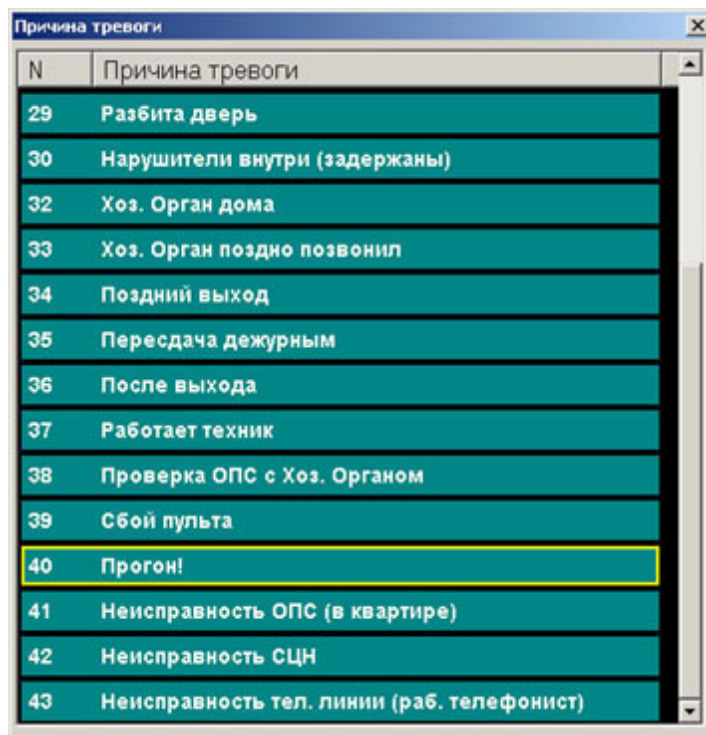 Причина тревоги
N Причина тревоги
29 Разбита дверь
30 Нарушители внутри (задержаны)
32 Хоз. Орган дома
33 Хоз. Орган поздно позвонил
34 Поздний выход
35 Пересдача дежурным
36 После выхода
37 Работает техник
38 Проверка ОПС с Хоз. Органом
39 Сбой пульта
40 Прогон!
41 Неисправность ОПС (в квартире)
42 Неисправность СЦН
43 Неисправность тел. линии (раб. телефонист)